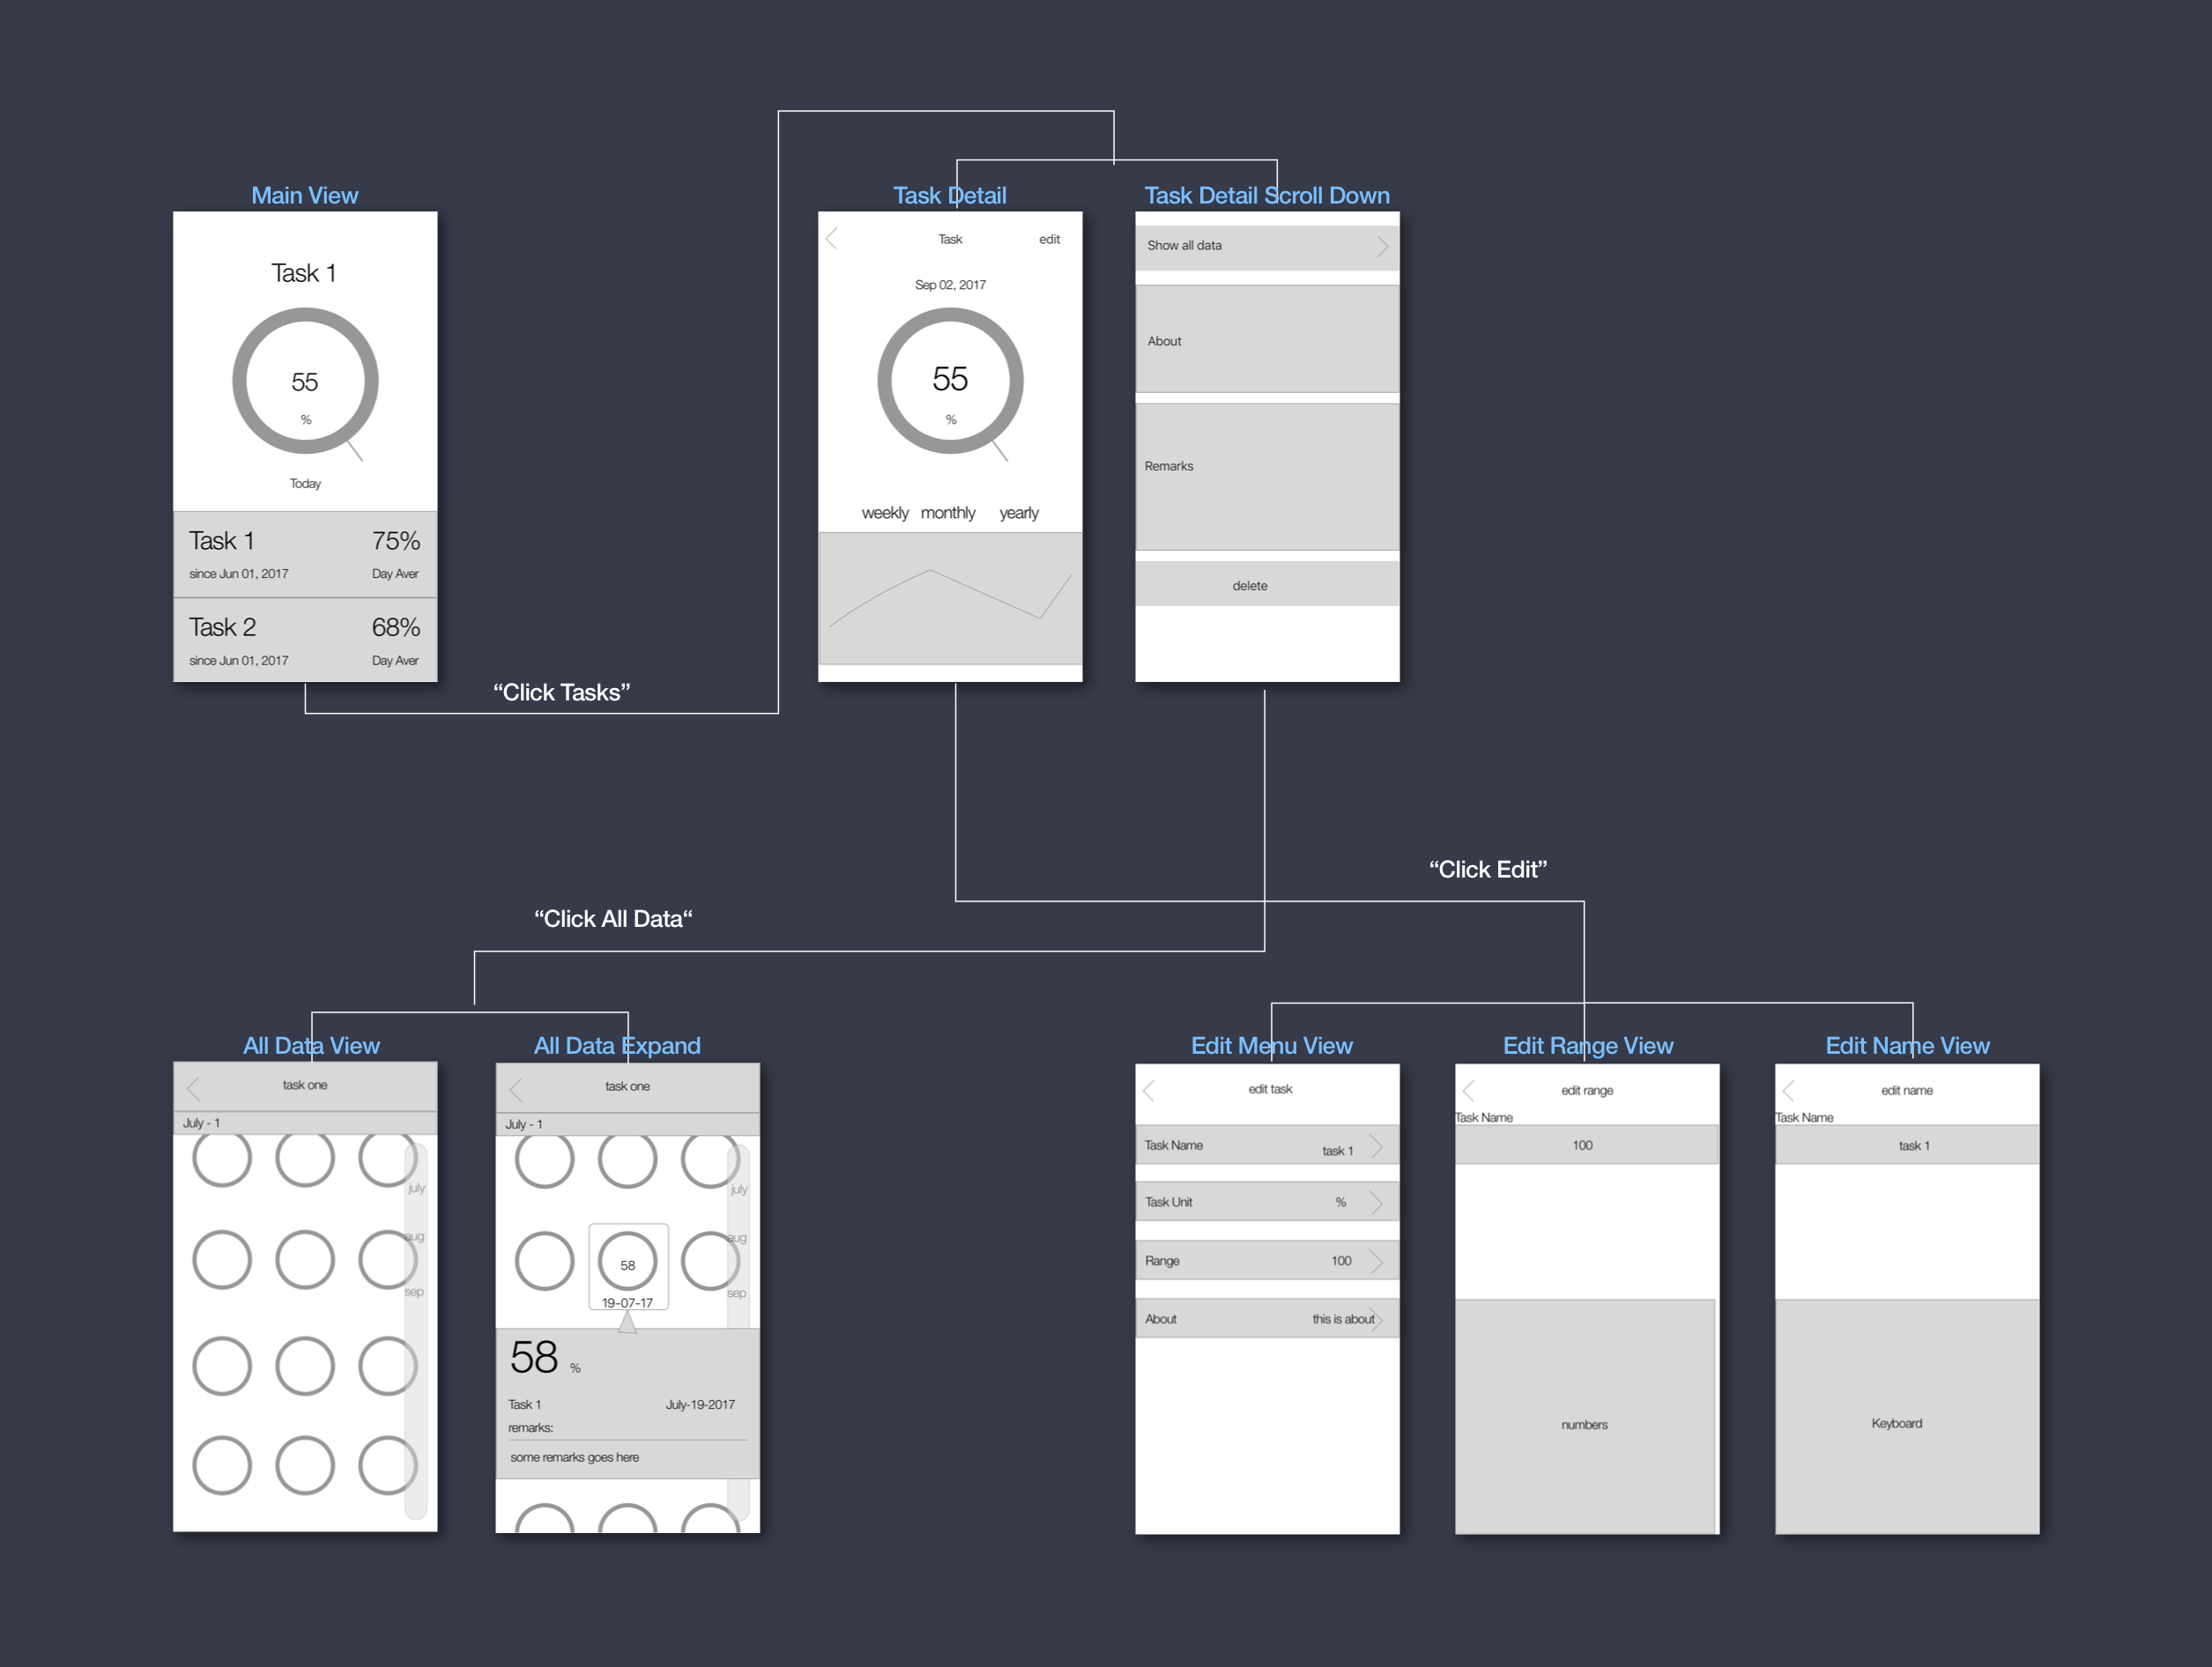 Main View
Task 1
55
%
Today
Task 1 75%
since Jun 01, 2017 Day Aver
Task 2 68%
since Jun 01, 2017 Day Aver
“Click Tasks”
Task Detail
Task edit
Sep 02, 2017
55
%
weekly monthly yearly
Task Detail Scroll Down
Show all data
About
Remarks
delete
“Click Edit”
“Click All Data“
All Data View
task one
July - 1
july
aug
sep
All Data Expand
task one
July - 1
july
aug
58
19-07-17
sep
58 %
Task 1 July-19-2017
remarks:
some remarks goes here
Edit Menu View
edit task
Task Name task 1
Task Unit %
Range 100
About this is about
Edit Range View
edit range
Task Name
100
numbers
Edit Name View
edit name
Task Name
task 1
Keyboard